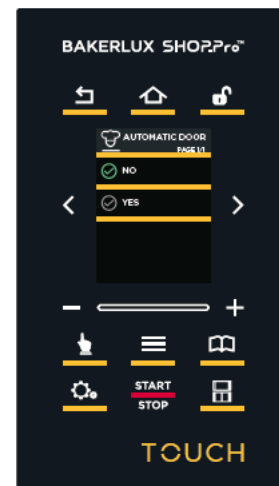 BAKERLUX SHOP.Pro™
AUTOMATIC DOOR
PAGE 1/1
NO
YES
START
STOP
TOUCH